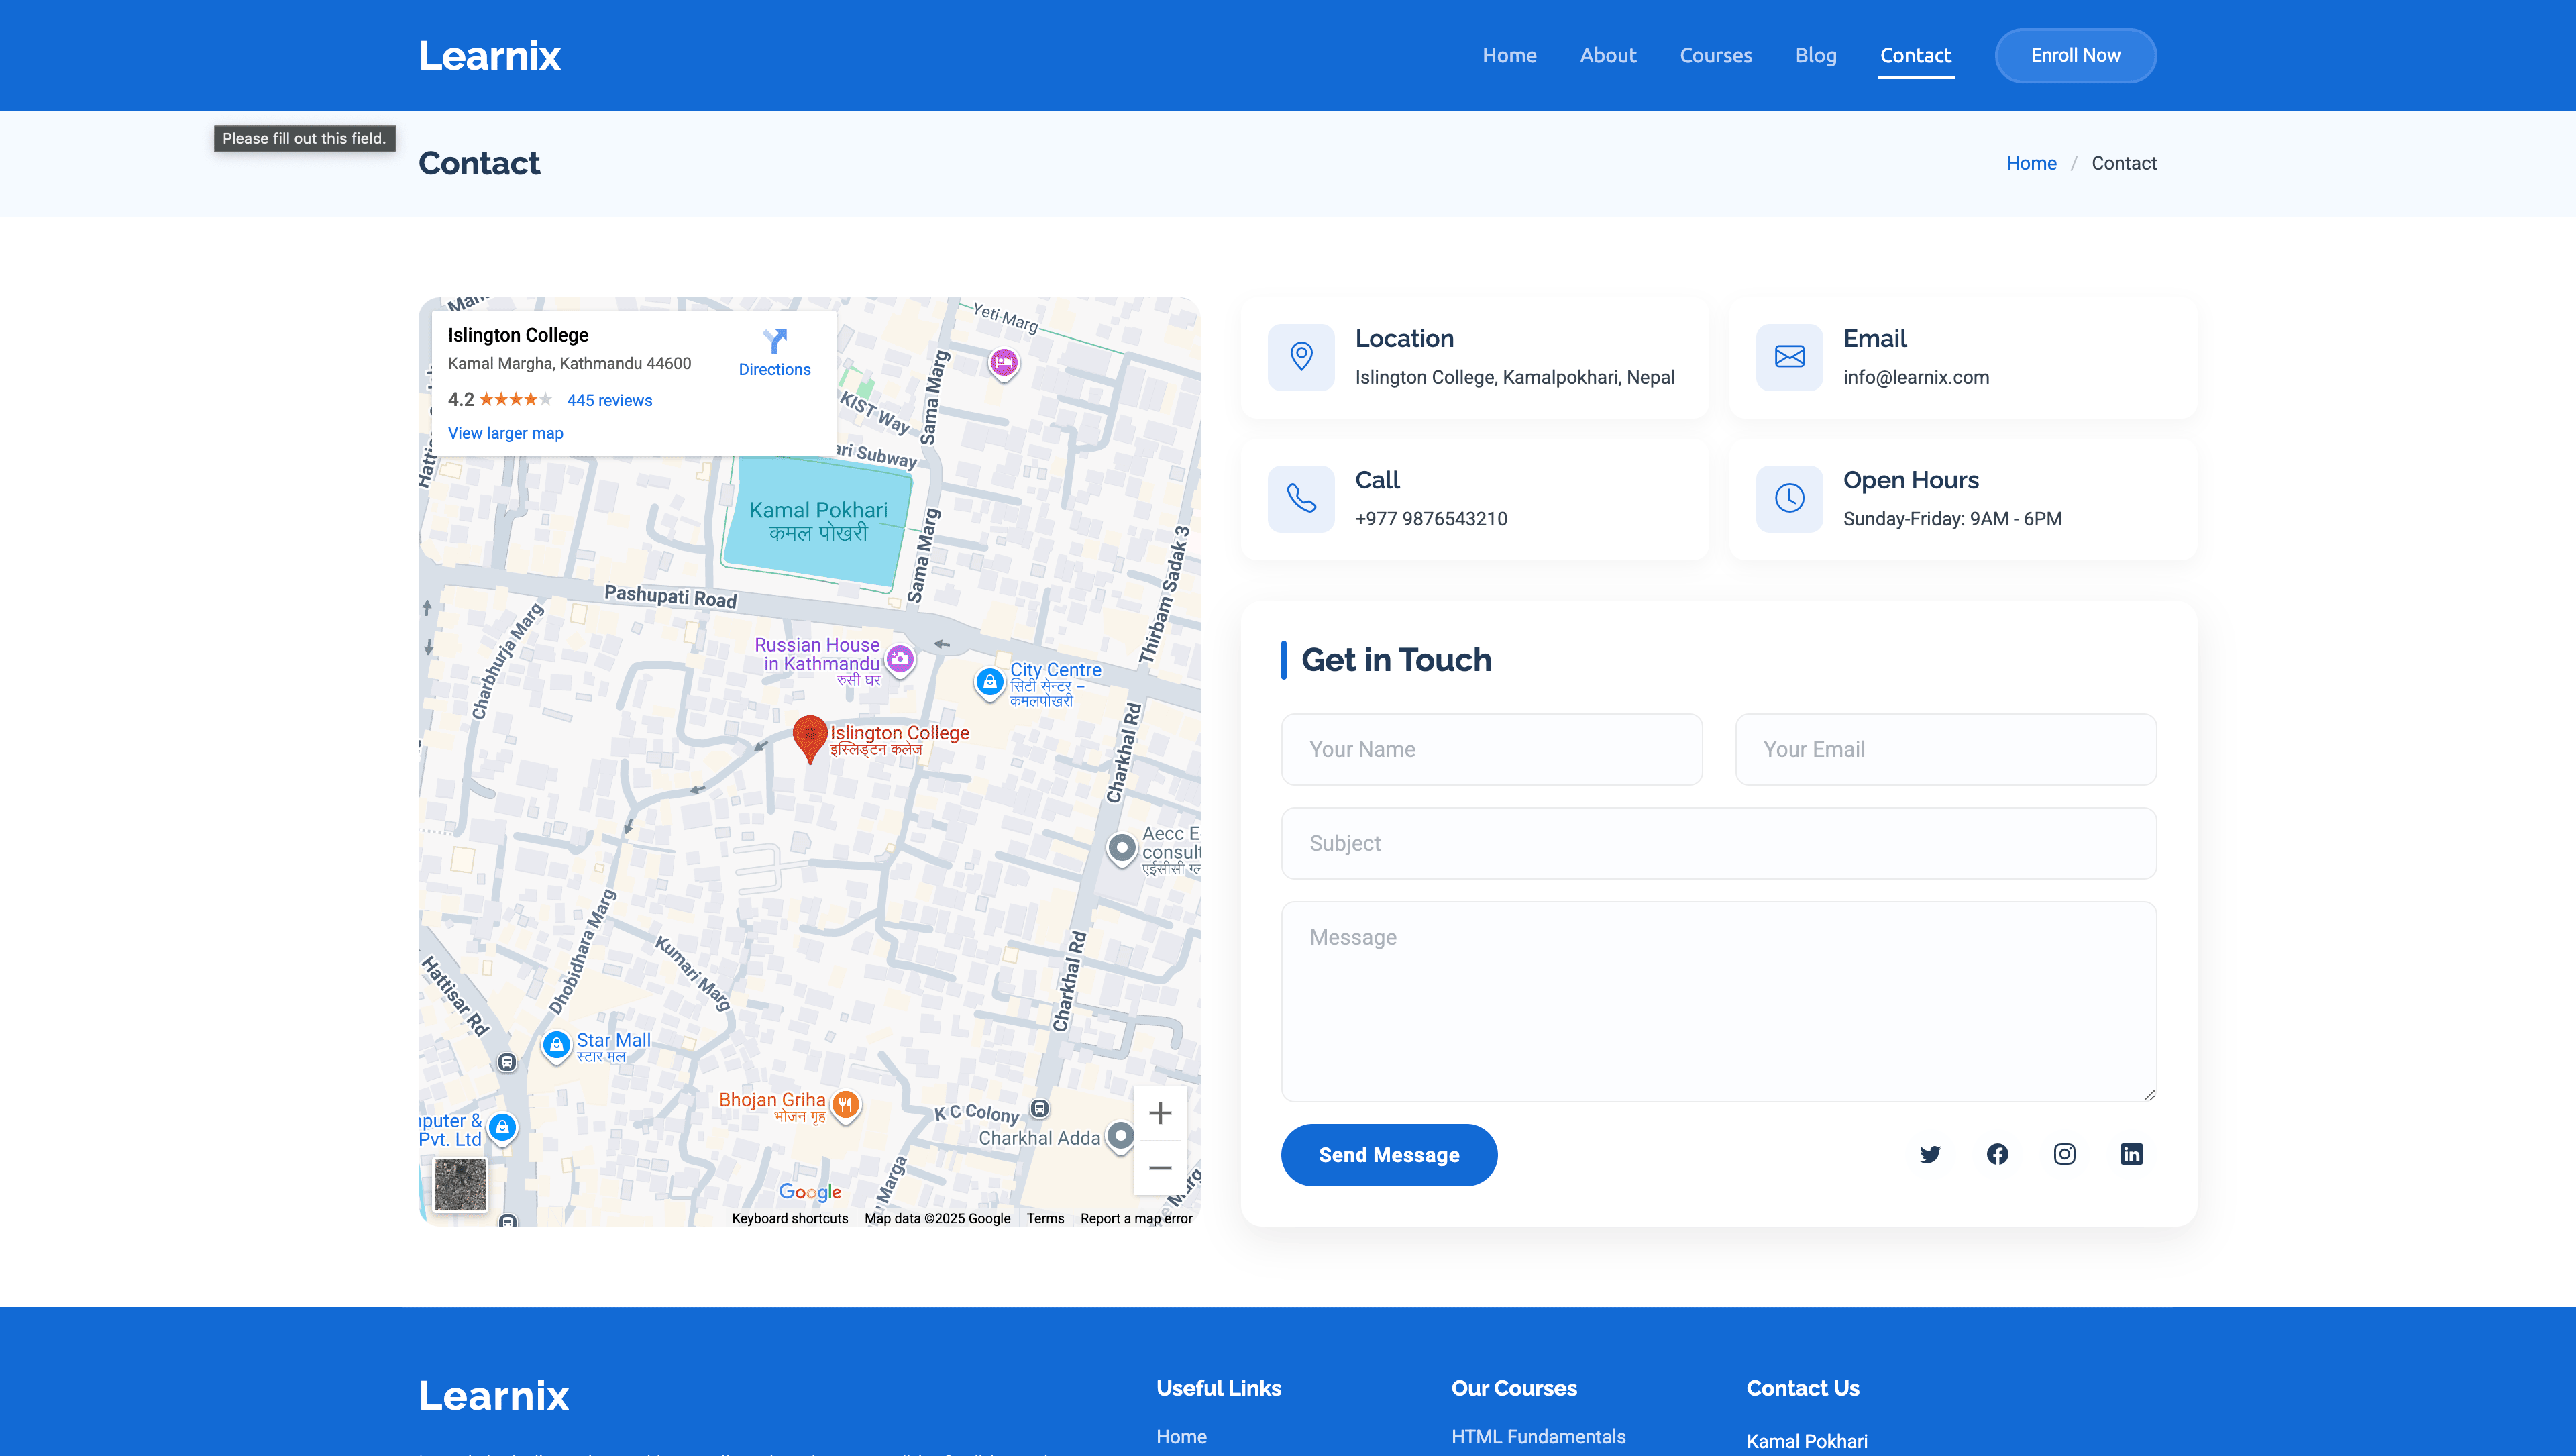 Learnix
Home
About
Courses
Blog
Contact
Enroll Now
Please fill out this field.
Contact
Home / Contact
Islington College
Kamal Margha, Kathmandu 44600
4.2
445 reviews
View larger map
Directions
Yeti Marg
KIST Way
Sama Marg
Kamal Pokhari
कमल पोखरी
Sama Marg
Pashupati Road
Thirbam Sadak 3
Charbhurja Marg
Russian House
in Kathmandu
रुसी घर
City Centre
सिटी सेन्टर –
कमलपोखरी
Islington College
इस्लिङ्टन कलेज
Charkhal Rd
Aecc E
consult
Dhobidhara Marg
Kumari Marg
Hattisar Rd
Charkhal Rd
Star Mall
स्टार मल
Bhojan Griha
भोजन गृह
K C Colony
Charkhal Adda
Pvt. Ltd
Google
Keyboard shortcuts
Map data ©2025 Google
Terms
Report a map error
Location
Islington College, Kamalpokhari, Nepal
Email
info@learnix.com
Call
+977 9876543210
Open Hours
Sunday-Friday: 9AM - 6PM
Get in Touch
Your Name
Your Email
Subject
Message
Send Message
Learnix
Useful Links
Home
Our Courses
HTML Fundamentals
Contact Us
Kamal Pokhari